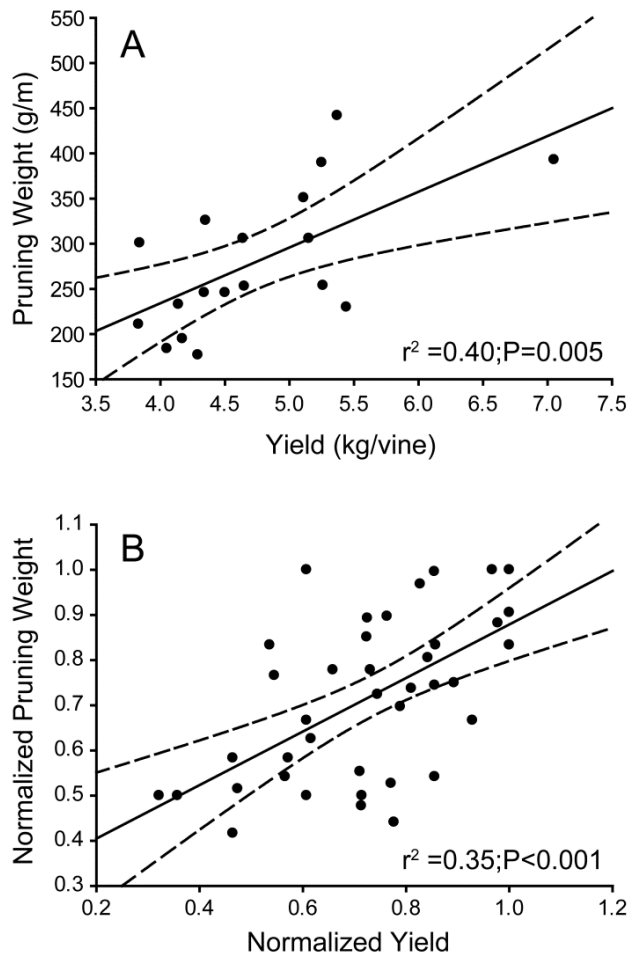 A
550
500
450
400
350
300
250
200
150
Pruning Weight (g/m)
r² =0.40;P=0.005
3.5 4.0 4.5 5.0 5.5 6.0 6.5 7.0 7.5
Yield (kg/vine)
B
1.1
1.0
0.9
0.8
0.7
0.6
0.5
0.4
0.3
Normalized Pruning Weight
r² =0.35;P<0.001
0.2 0.4 0.6 0.8 1.0 1.2
Normalized Yield